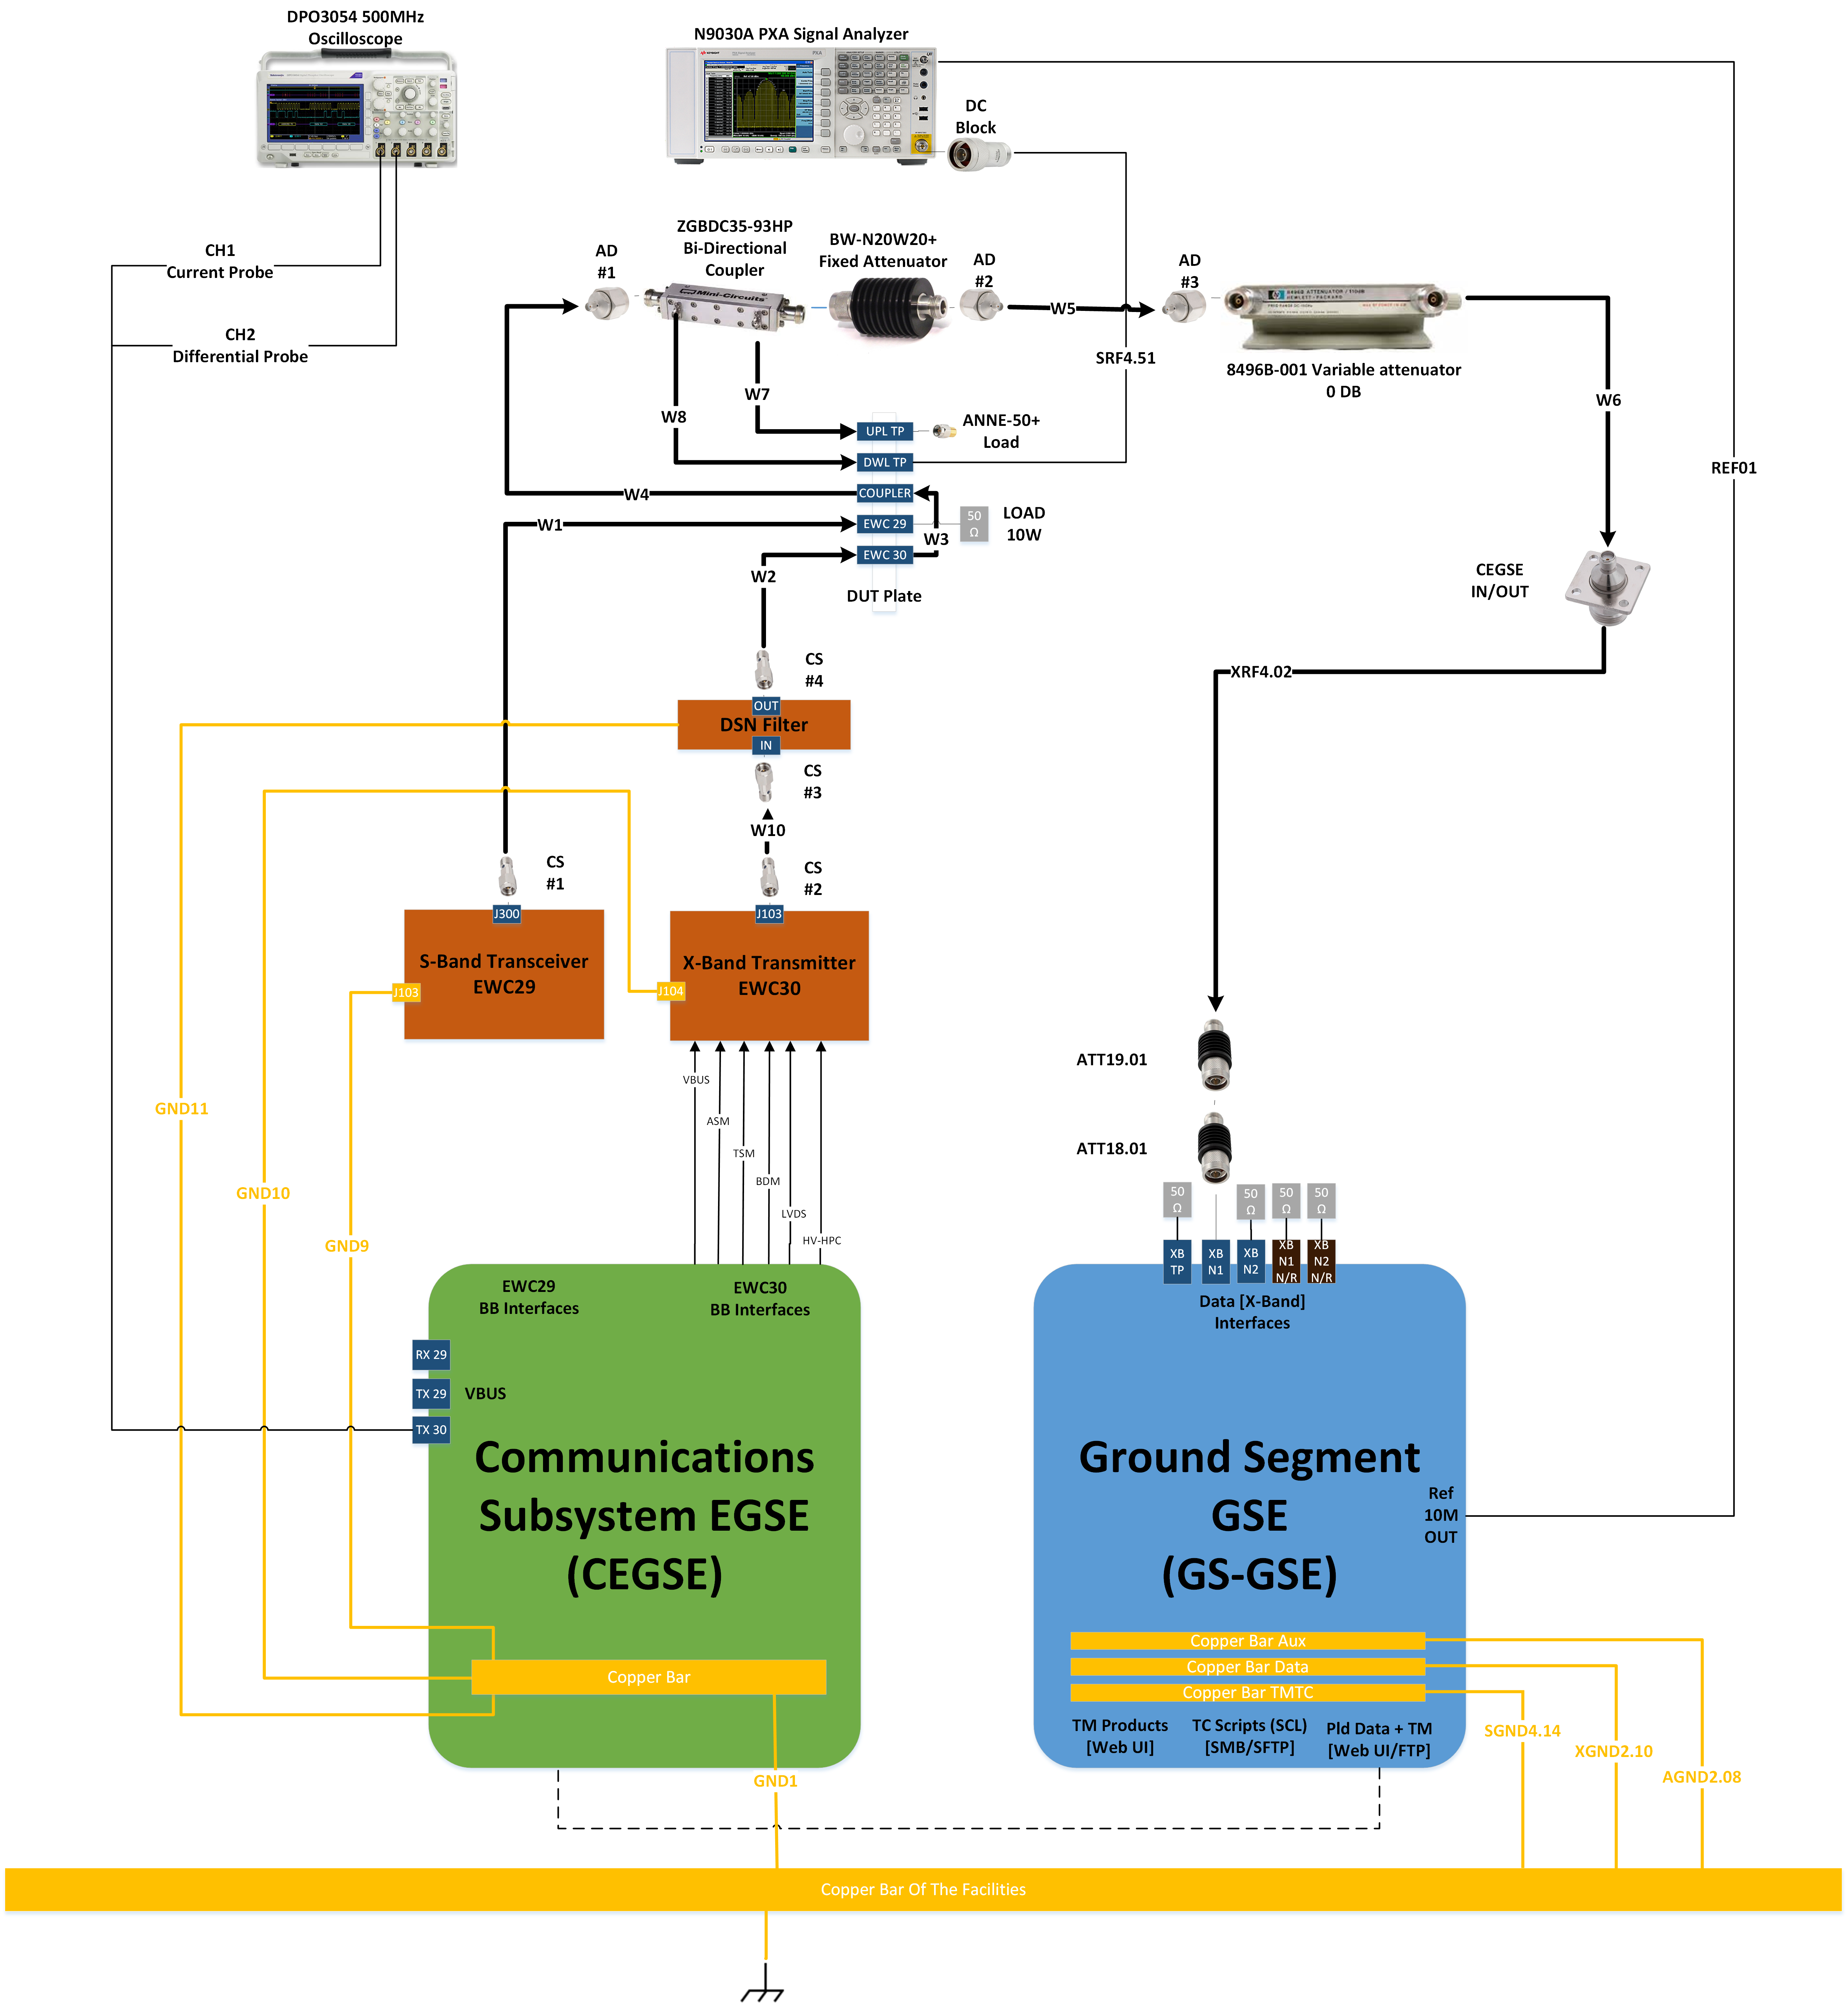 DPO3054 500MHz
Oscilloscope
N9030A PXA Signal Analyzer
DC
Block
CH1
Current Probe
CH2
Differential Probe
AD
#1
ZGBDC35-93HP
Bi-Directional
Coupler
Mini-Circuits
BW-N20W20+
Fixed Attenuator
AD
#2
W5
AD
#3
8496B ATTENUATOR / 110dB
HEWLETT-PACKARD
8496B-001 Variable attenuator
0 DB
SRF4.51
W7
W8
W6
UPL TP
ANNE-50+
Load
DWL TP
REF01
COUPLER
W4
W1
EWC 29
50
Ω
LOAD
10W
W3
EWC 30
W2
DUT Plate
CEGSE
IN/OUT
CS
#4
XRF4.02
OUT
DSN Filter
IN
CS
#3
W10
CS
#1
CS
#2
J300
J103
S-Band Transceiver
EWC29
X-Band Transmitter
EWC30
J103
J104
ATT19.01
VBUS
ASM
TSM
BDM
LVDS
HV-HPC
GND11
GND10
GND9
ATT18.01
50
Ω
50
Ω
50
Ω
50
Ω
XB
TP
XB
N1
XB
N2
XB
N1
N/R
XB
N2
N/R
EWC29
BB Interfaces
EWC30
BB Interfaces
Data [X-Band]
Interfaces
RX 29
TX 29
VBUS
TX 30
Communications
Subsystem EGSE
(CEGSE)
Ground Segment
GSE
(GS-GSE)
Ref
10M
OUT
Copper Bar
Copper Bar Aux
Copper Bar Data
Copper Bar TMTC
TM Products
[Web UI]
TC Scripts (SCL)
[SMB/SFTP]
Pld Data + TM
[Web UI/FTP]
SGND4.14
XGND2.10
AGND2.08
GND1
Copper Bar Of The Facilities